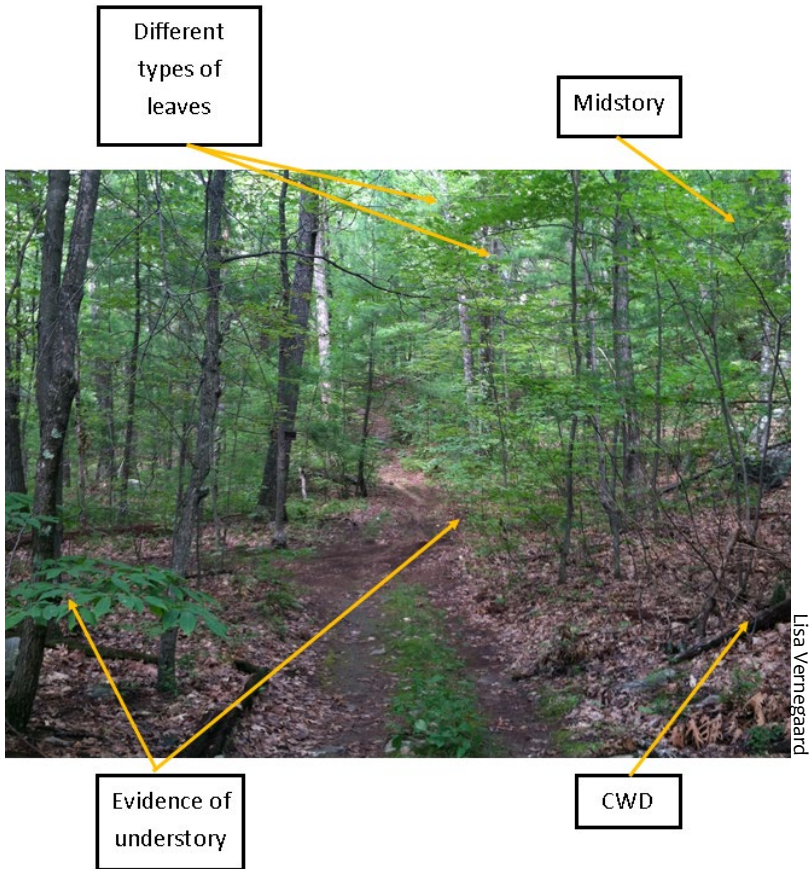 Different
types of
leaves
Midstory
Lisa Vernegaard
Evidence of
understory
CWD